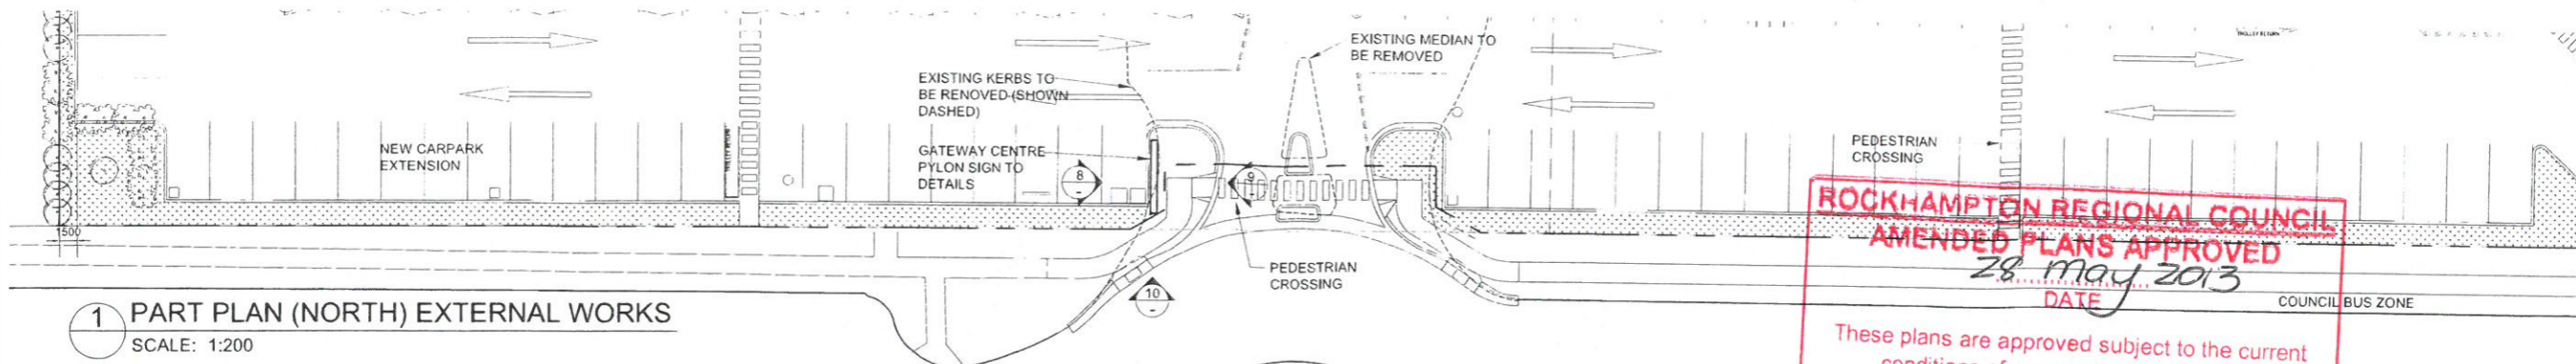 EXISTING MEDIAN TO
BE REMOVED
EXISTING KERBS TO
BE RENOVED (SHOWN
DASHED)
NEW CARPARK
EXTENSION
GATEWAY CENTRE
PYLON SIGN TO
DETAILS
8
-
9
-
PEDESTRIAN
CROSSING
1500
PEDESTRIAN
CROSSING
10
-
ROCKHAMPTON REGIONAL COUNCIL
AMENDED PLANS APPROVED
28 may 2013
DATE
These plans are approved subject to the current
conditions of
COUNCIL BUS ZONE
1 PART PLAN (NORTH) EXTERNAL WORKS
SCALE: 1:200